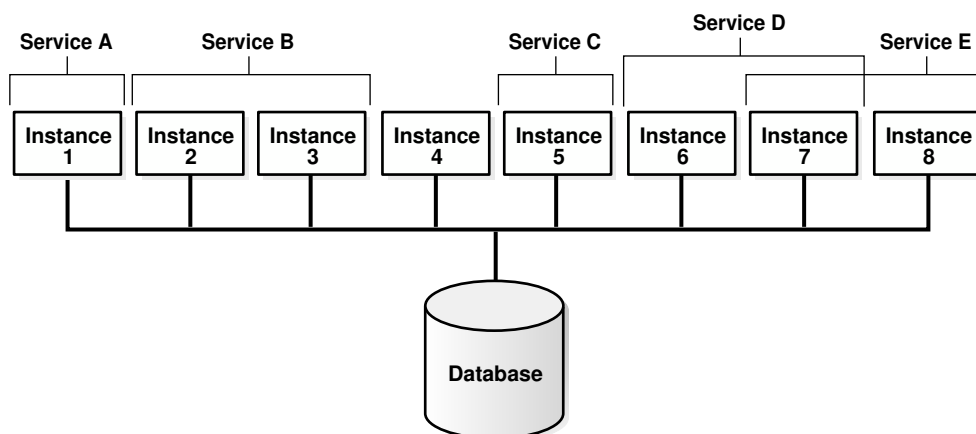 Service A
Service B
Service C
Service D
Service E
Instance
1
Instance
2
Instance
3
Instance
4
Instance
5
Instance
6
Instance
7
Instance
8
Database